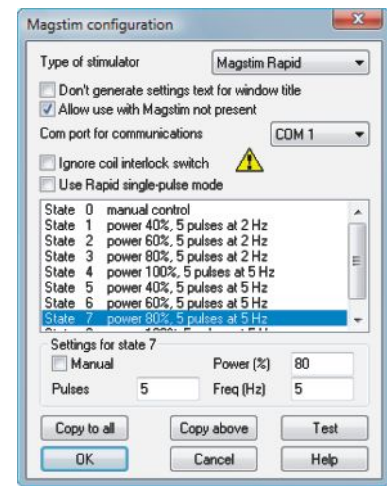 Magstim configuration
Type of stimulator Magstim Rapid
Don't generate settings text for window title
Allow use with Magstim not present
Com port for communications COM 1
Ignore coil interlock switch
Use Rapid single-pulse mode
State 0 manual control
State 1 power 40%, 5 pulses at 2 Hz
State 2 power 60%, 5 pulses at 2 Hz
State 3 power 80%, 5 pulses at 2 Hz
State 4 power 100%, 5 pulses at 5 Hz
State 5 power 40%, 5 pulses at 5 Hz
State 6 power 60%, 5 pulses at 5 Hz
State 7 power 80%, 5 pulses at 5 Hz
Settings for state 7
Manual Power (%) 80
Pulses 5 Freq (Hz) 5
Copy to all Copy above Test
OK Cancel Help